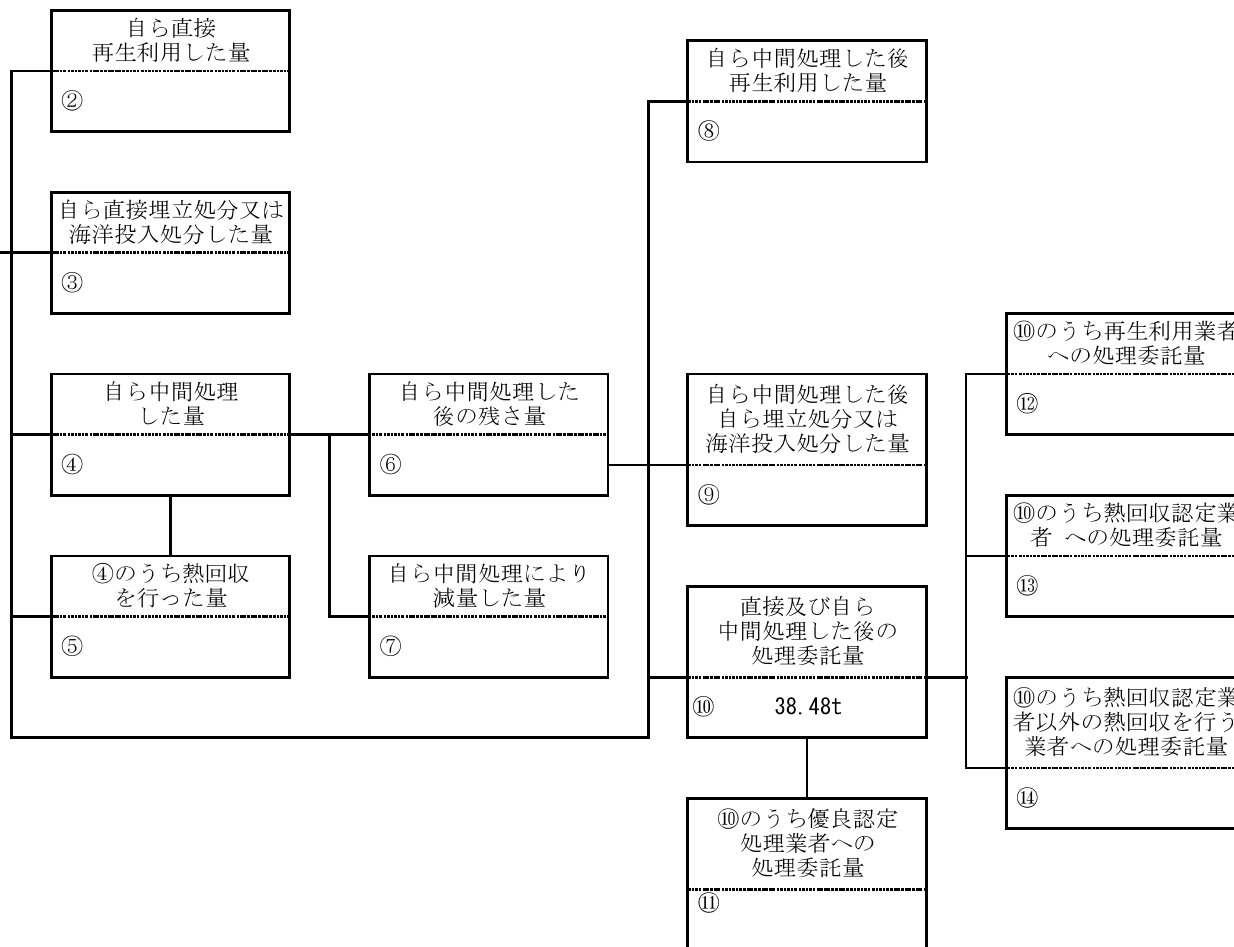 自ら直接
再生利用した量
②
自ら直接埋立処分又は
海洋投入処分した量
③
自ら中間処理
した量
④
④のうち熱回収
を行った量
⑤
自ら中間処理した
後の残さ量
⑥
自ら中間処理により
減量した量
⑦
自ら中間処理した後
再生利用した量
⑧
自ら中間処理した後
自ら埋立処分又は
海洋投入処分した量
⑨
直接及び自ら
中間処理した後の
処理委託量
⑩ 38.48t
⑩のうち優良認定
処理業者への
処理委託量
⑪
⑩のうち再生利用業者
への処理委託量
⑫
⑩のうち熱回収認定業
者 への処理委託量
⑬
⑩のうち熱回収認定業
者以外の熱回収を行う
業者への処理委託量
⑭